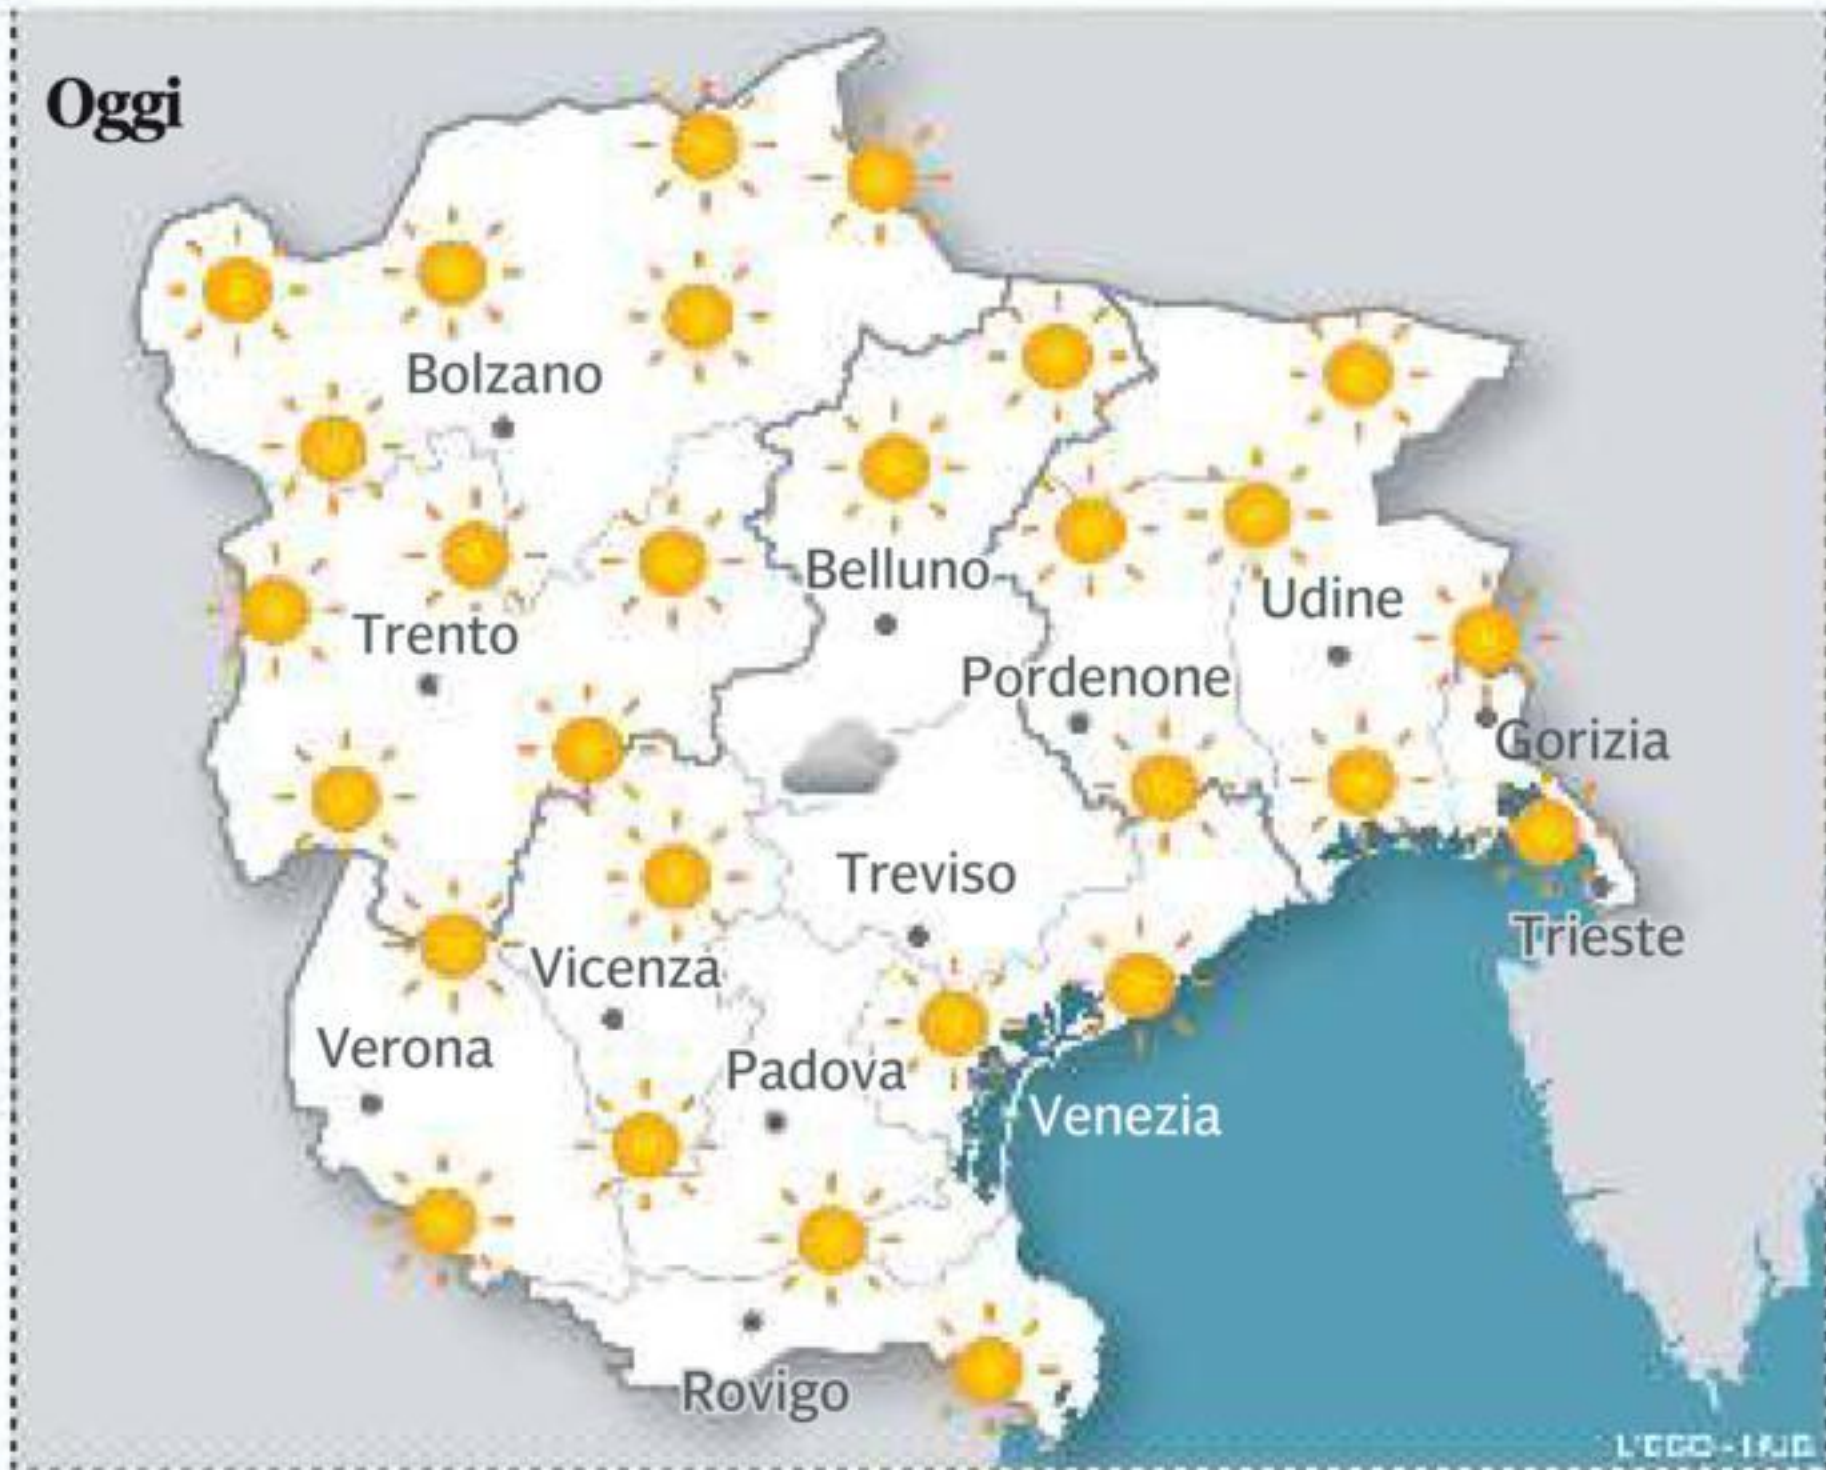 Oggi
Bolzano
Belluno
Udine
Trento
Pordenone
Gorizia
Treviso
Trieste
Vicenza
Verona
Padova
Venezia
Rovigo